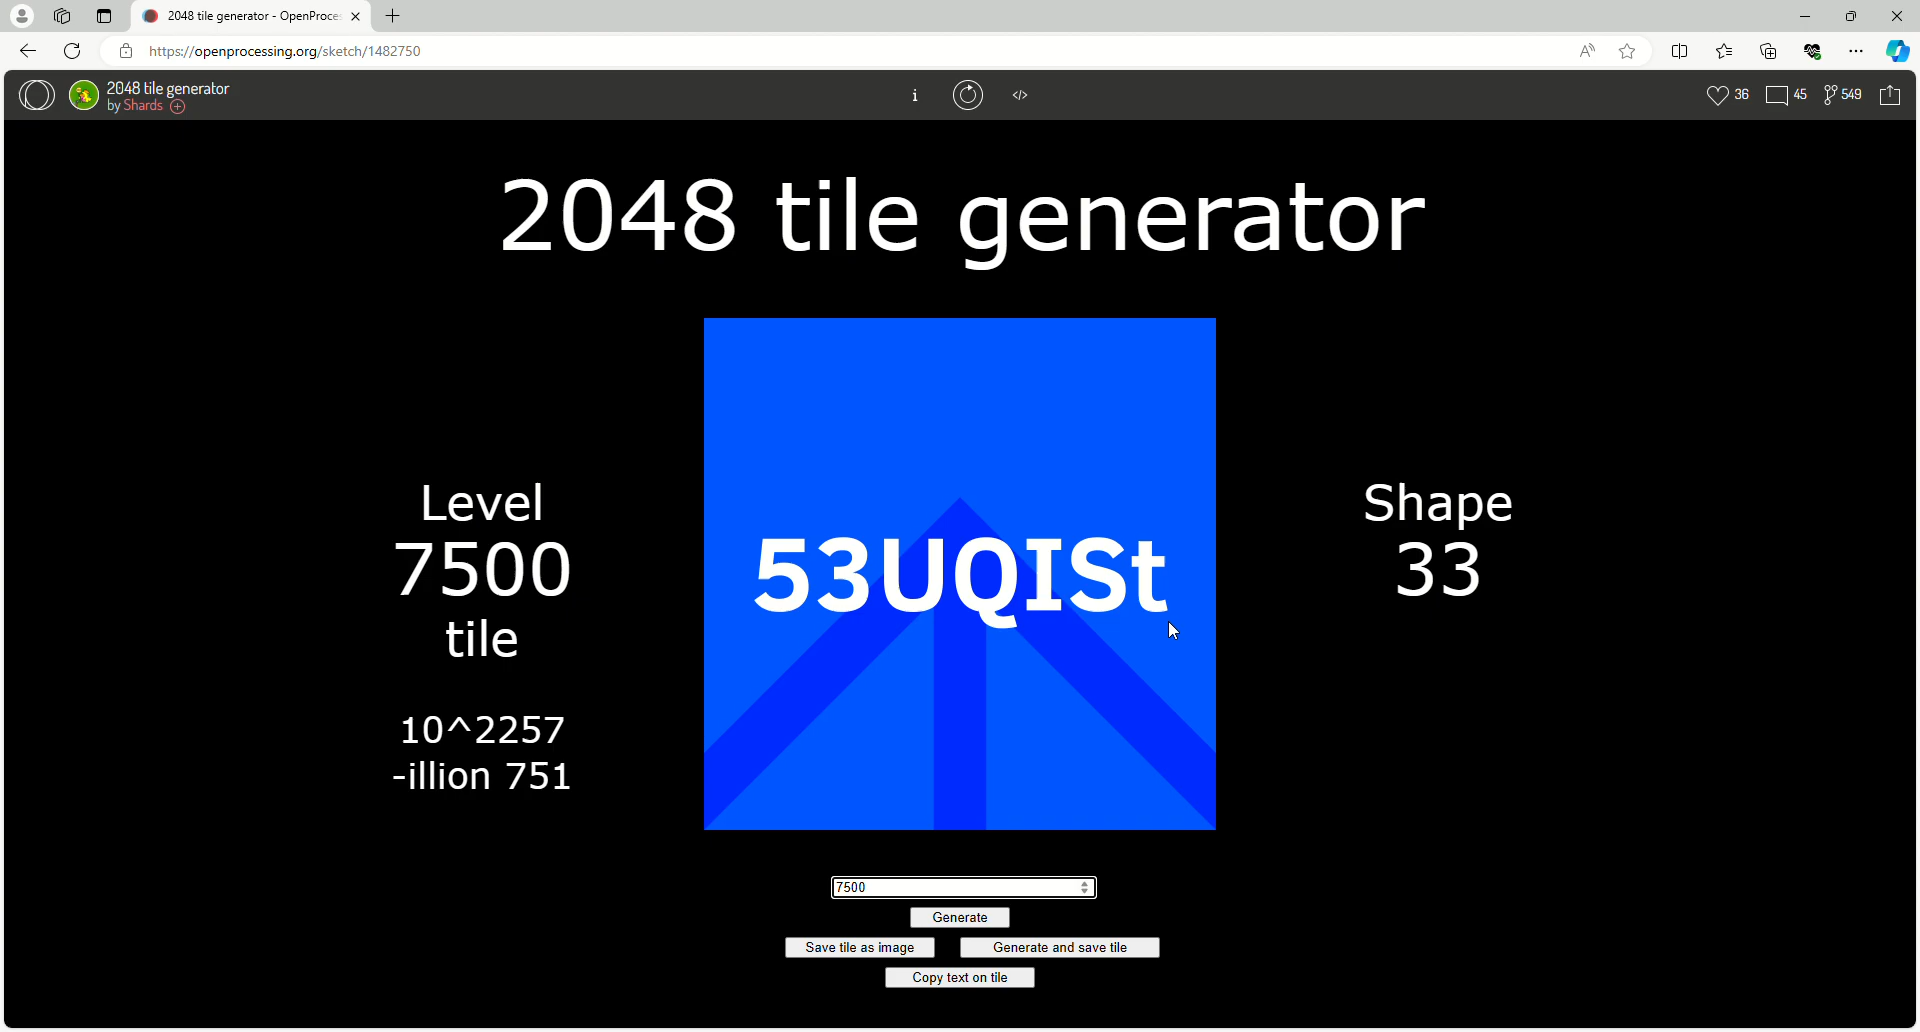 2048 tile generator - OpenProces
https://openprocessing.org/sketch/1482750
2048 tile generator
by Shards
i
</>
36
45
549
2048 tile generator
Level
7500
tile
10^2257
-illion 751
53UQISt
Shape
33
7500
Generate
Save tile as image
Generate and save tile
Copy text on tile